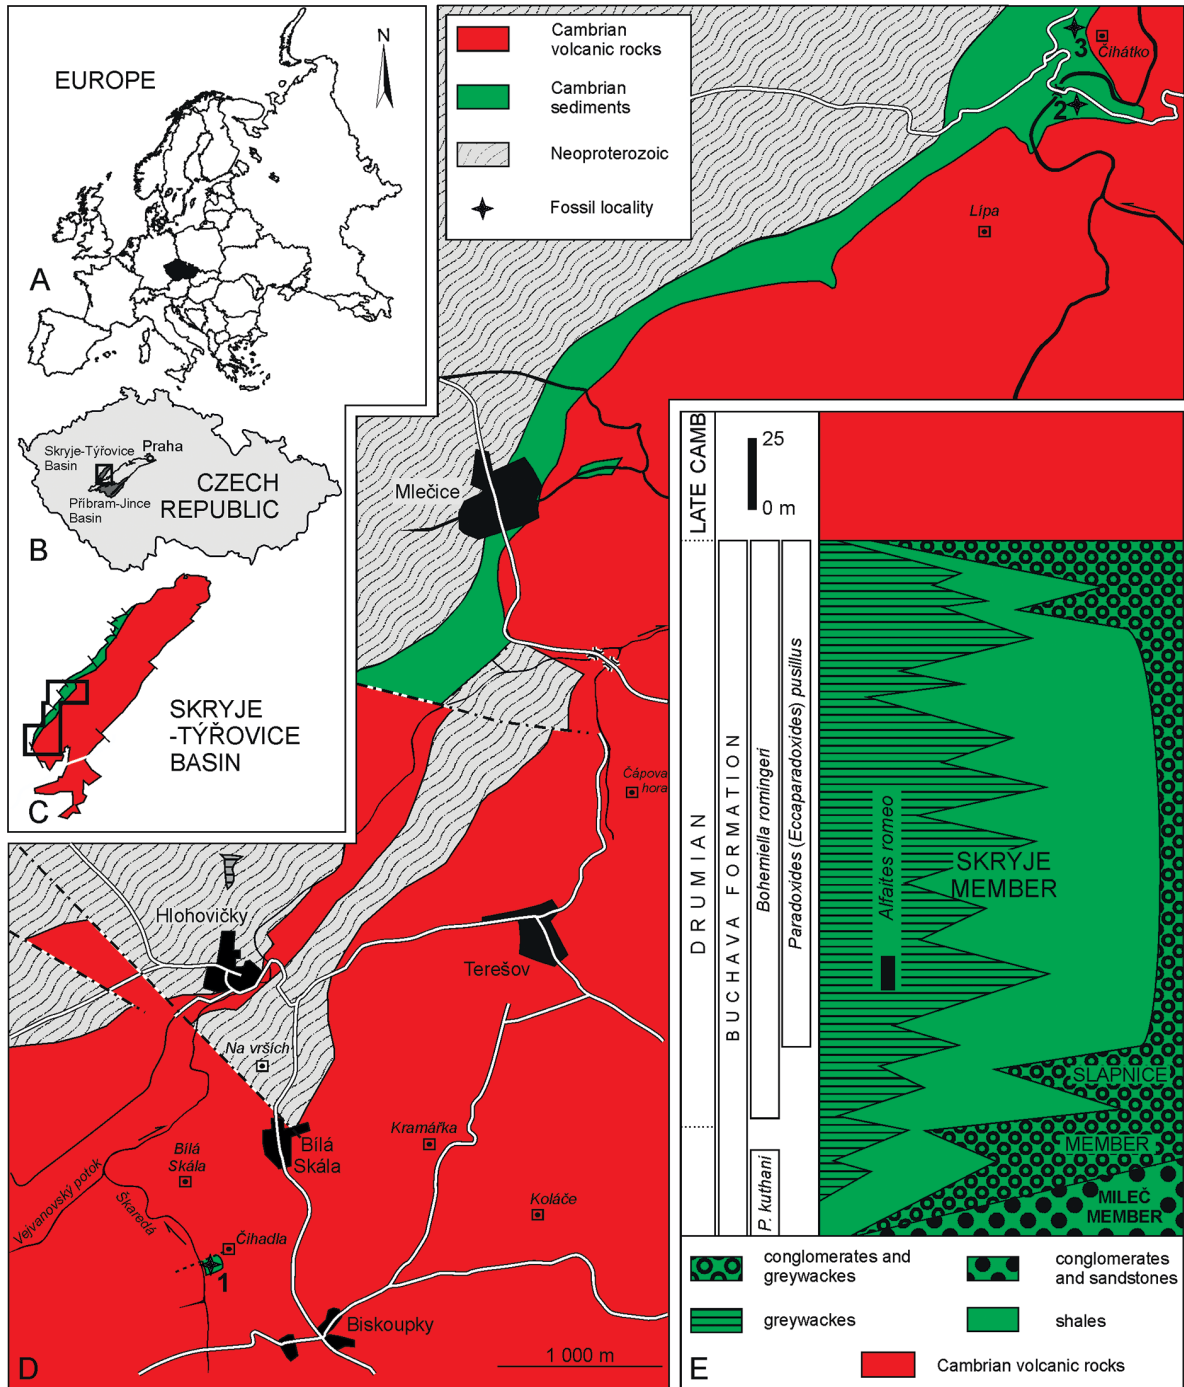 EUROPE
N
A
Skryje-Týřovice
Basin
Praha
CZECH
REPUBLIC
Příbram-Jince
Basin
B
SKRYJE
-TÝŘOVICE
BASIN
C
Cambrian
volcanic rocks
Cambrian
sediments
Neoproterozoic
Fossil locality
3
Čihátko
2
Lípa
Mlečice
Čápova
hora
Hlohovičky
Terešov
Na vrších
Kramářka
Bílá
Skála
Bílá
Skála
Vejvanovský potok
Škaredá
Koláče
Čihadla
1
Biskoupky
1 000 m
D
LATE CAMB
25
0 m
DRUMIAN
BUCHAVA FORMATION
Bohemiella romingeri
Paradoxides (Eccaparadoxides) pusillus
P. kuthani
Alfaites romeo
SKRYJE
MEMBER
SLAPNICE
MEMBER
MILEČ
MEMBER
conglomerates and
greywackes
conglomerates
and sandstones
greywackes
shales
Cambrian volcanic rocks
E